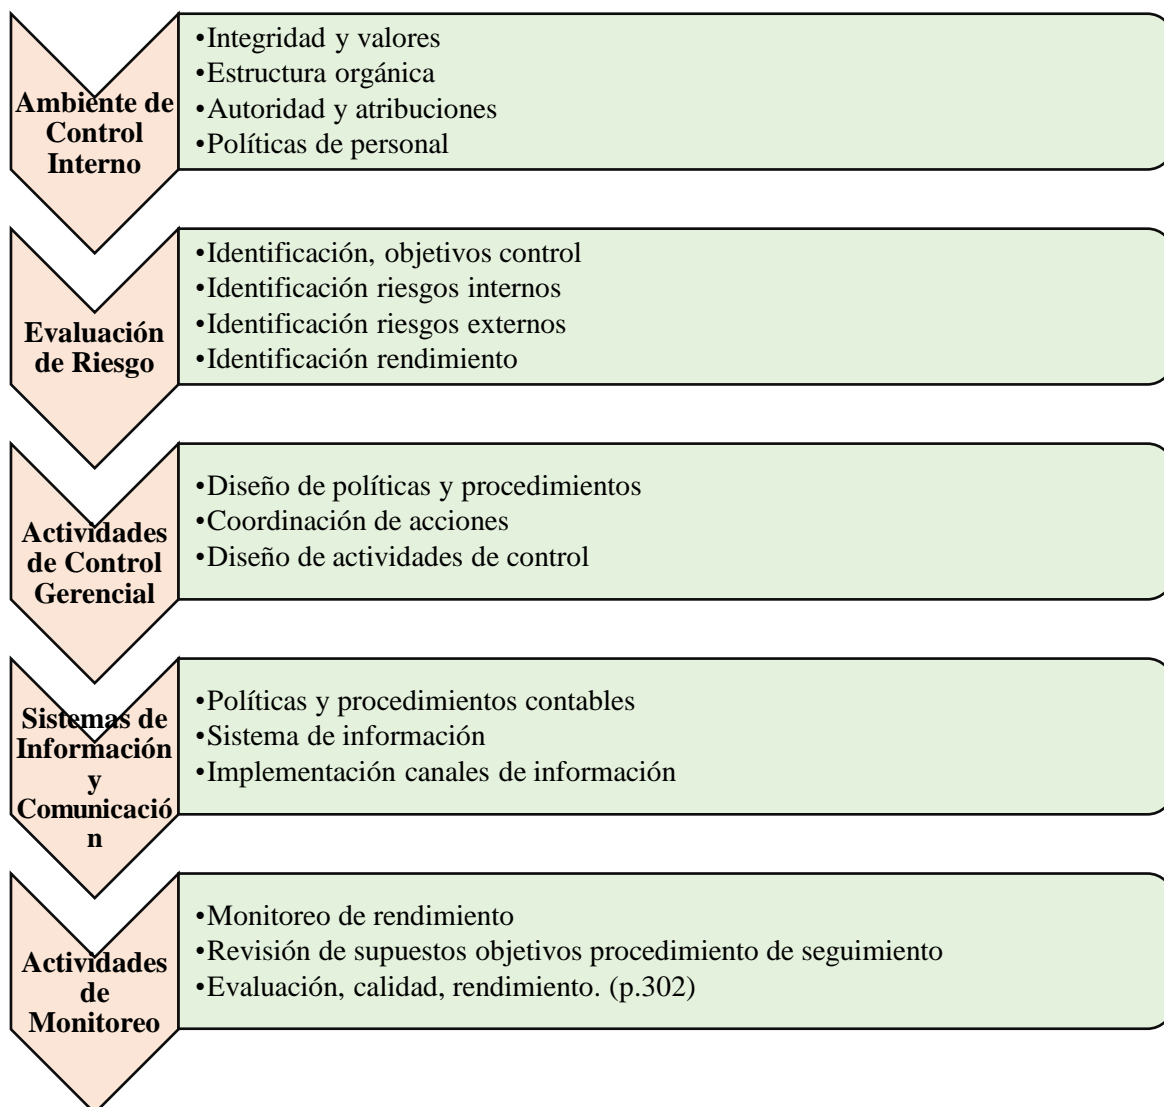 Ambiente de
Control
Interno
•Integridad y valores
•Estructura orgánica
•Autoridad y atribuciones
•Políticas de personal
Evaluación
de Riesgo
•Identificación, objetivos control
•Identificación riesgos internos
•Identificación riesgos externos
•Identificación rendimiento
Actividades
de Control
Gerencial
•Diseño de políticas y procedimientos
•Coordinación de acciones
•Diseño de actividades de control
Sistemas de
Información
y
Comunicació
n
•Políticas y procedimientos contables
•Sistema de información
•Implementación canales de información
Actividades
de
Monitoreo
•Monitoreo de rendimiento
•Revisión de supuestos objetivos procedimiento de seguimiento
•Evaluación, calidad, rendimiento. (p.302)